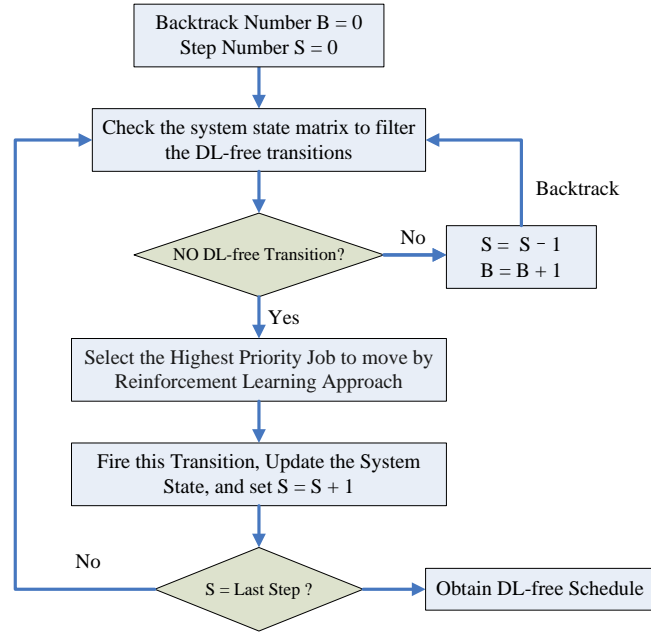 Backtrack Number B = 0
Step Number S = 0
Check the system state matrix to filter
the DL-free transitions
Backtrack
NO DL-free Transition?
No
S = S - 1
B = B + 1
Yes
Select the Highest Priority Job to move by
Reinforcement Learning Approach
Fire this Transition, Update the System
State, and set S = S + 1
No
S = Last Step ?
Obtain DL-free Schedule